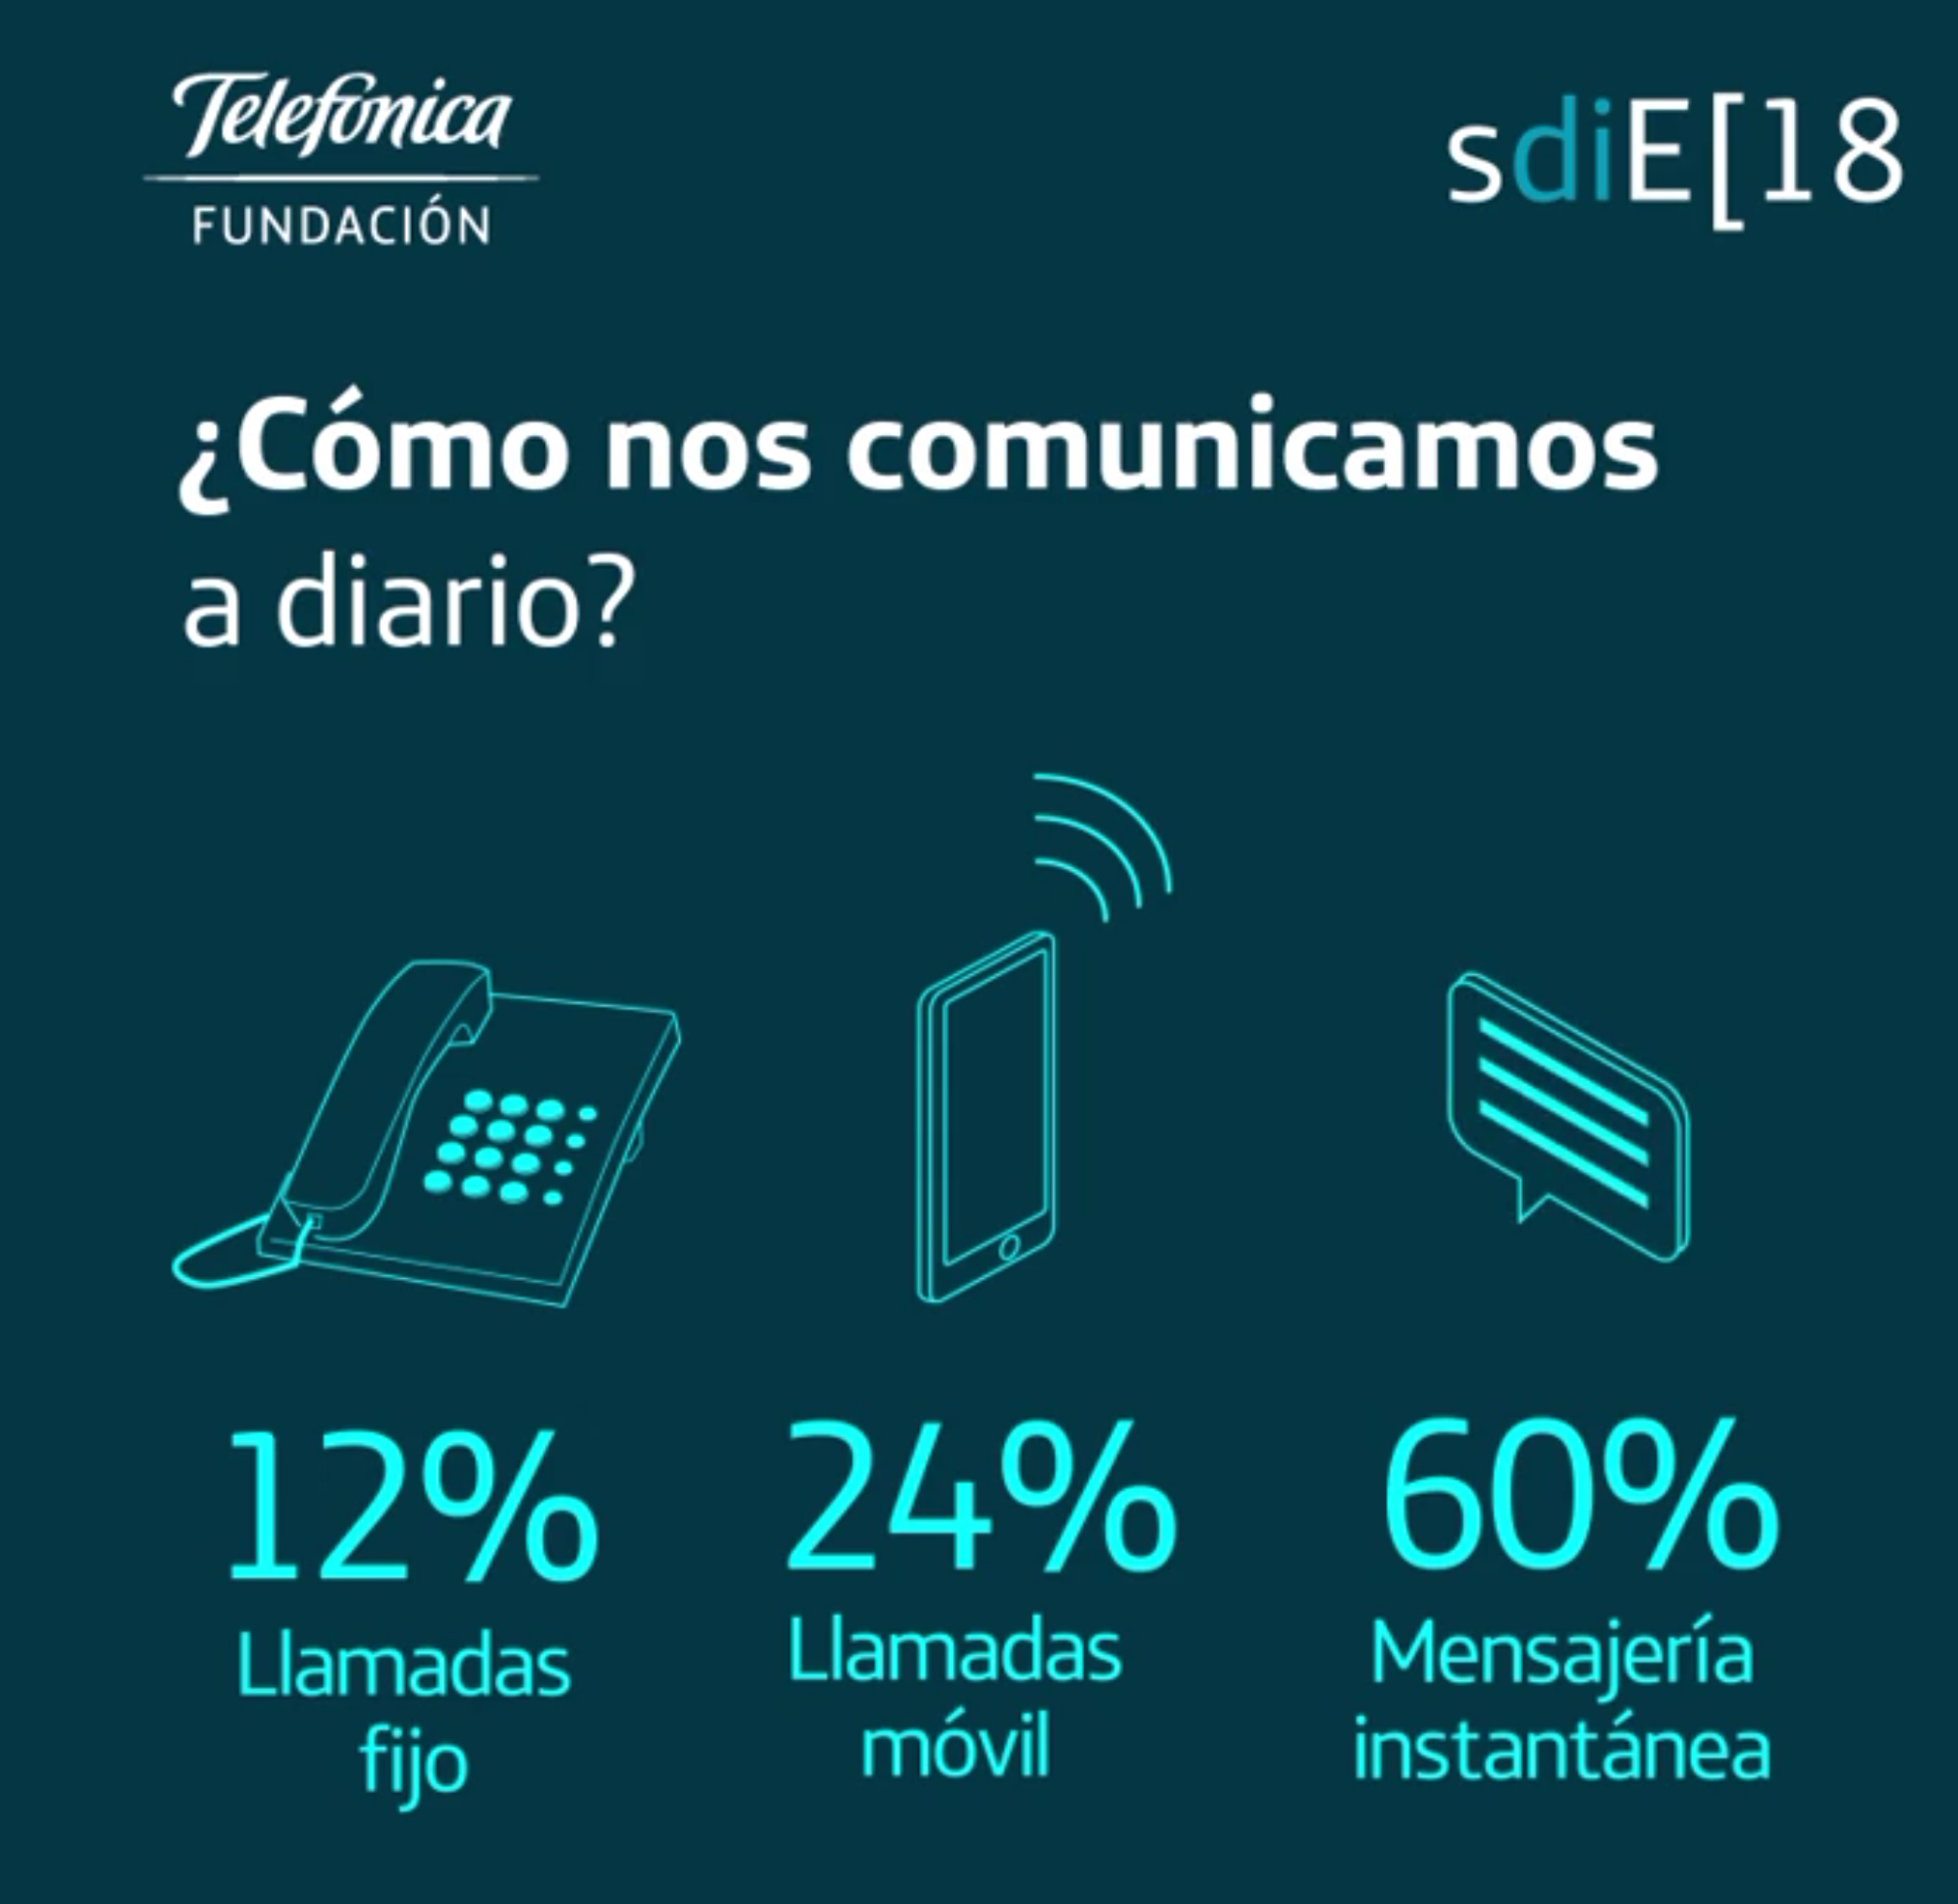 Telefónica
FUNDACIÓN
sdiE[18
¿Cómo nos comunicamos
a diario?
12%
Llamadas
fijo
24%
Llamadas
móvil
60%
Mensajería
instantánea